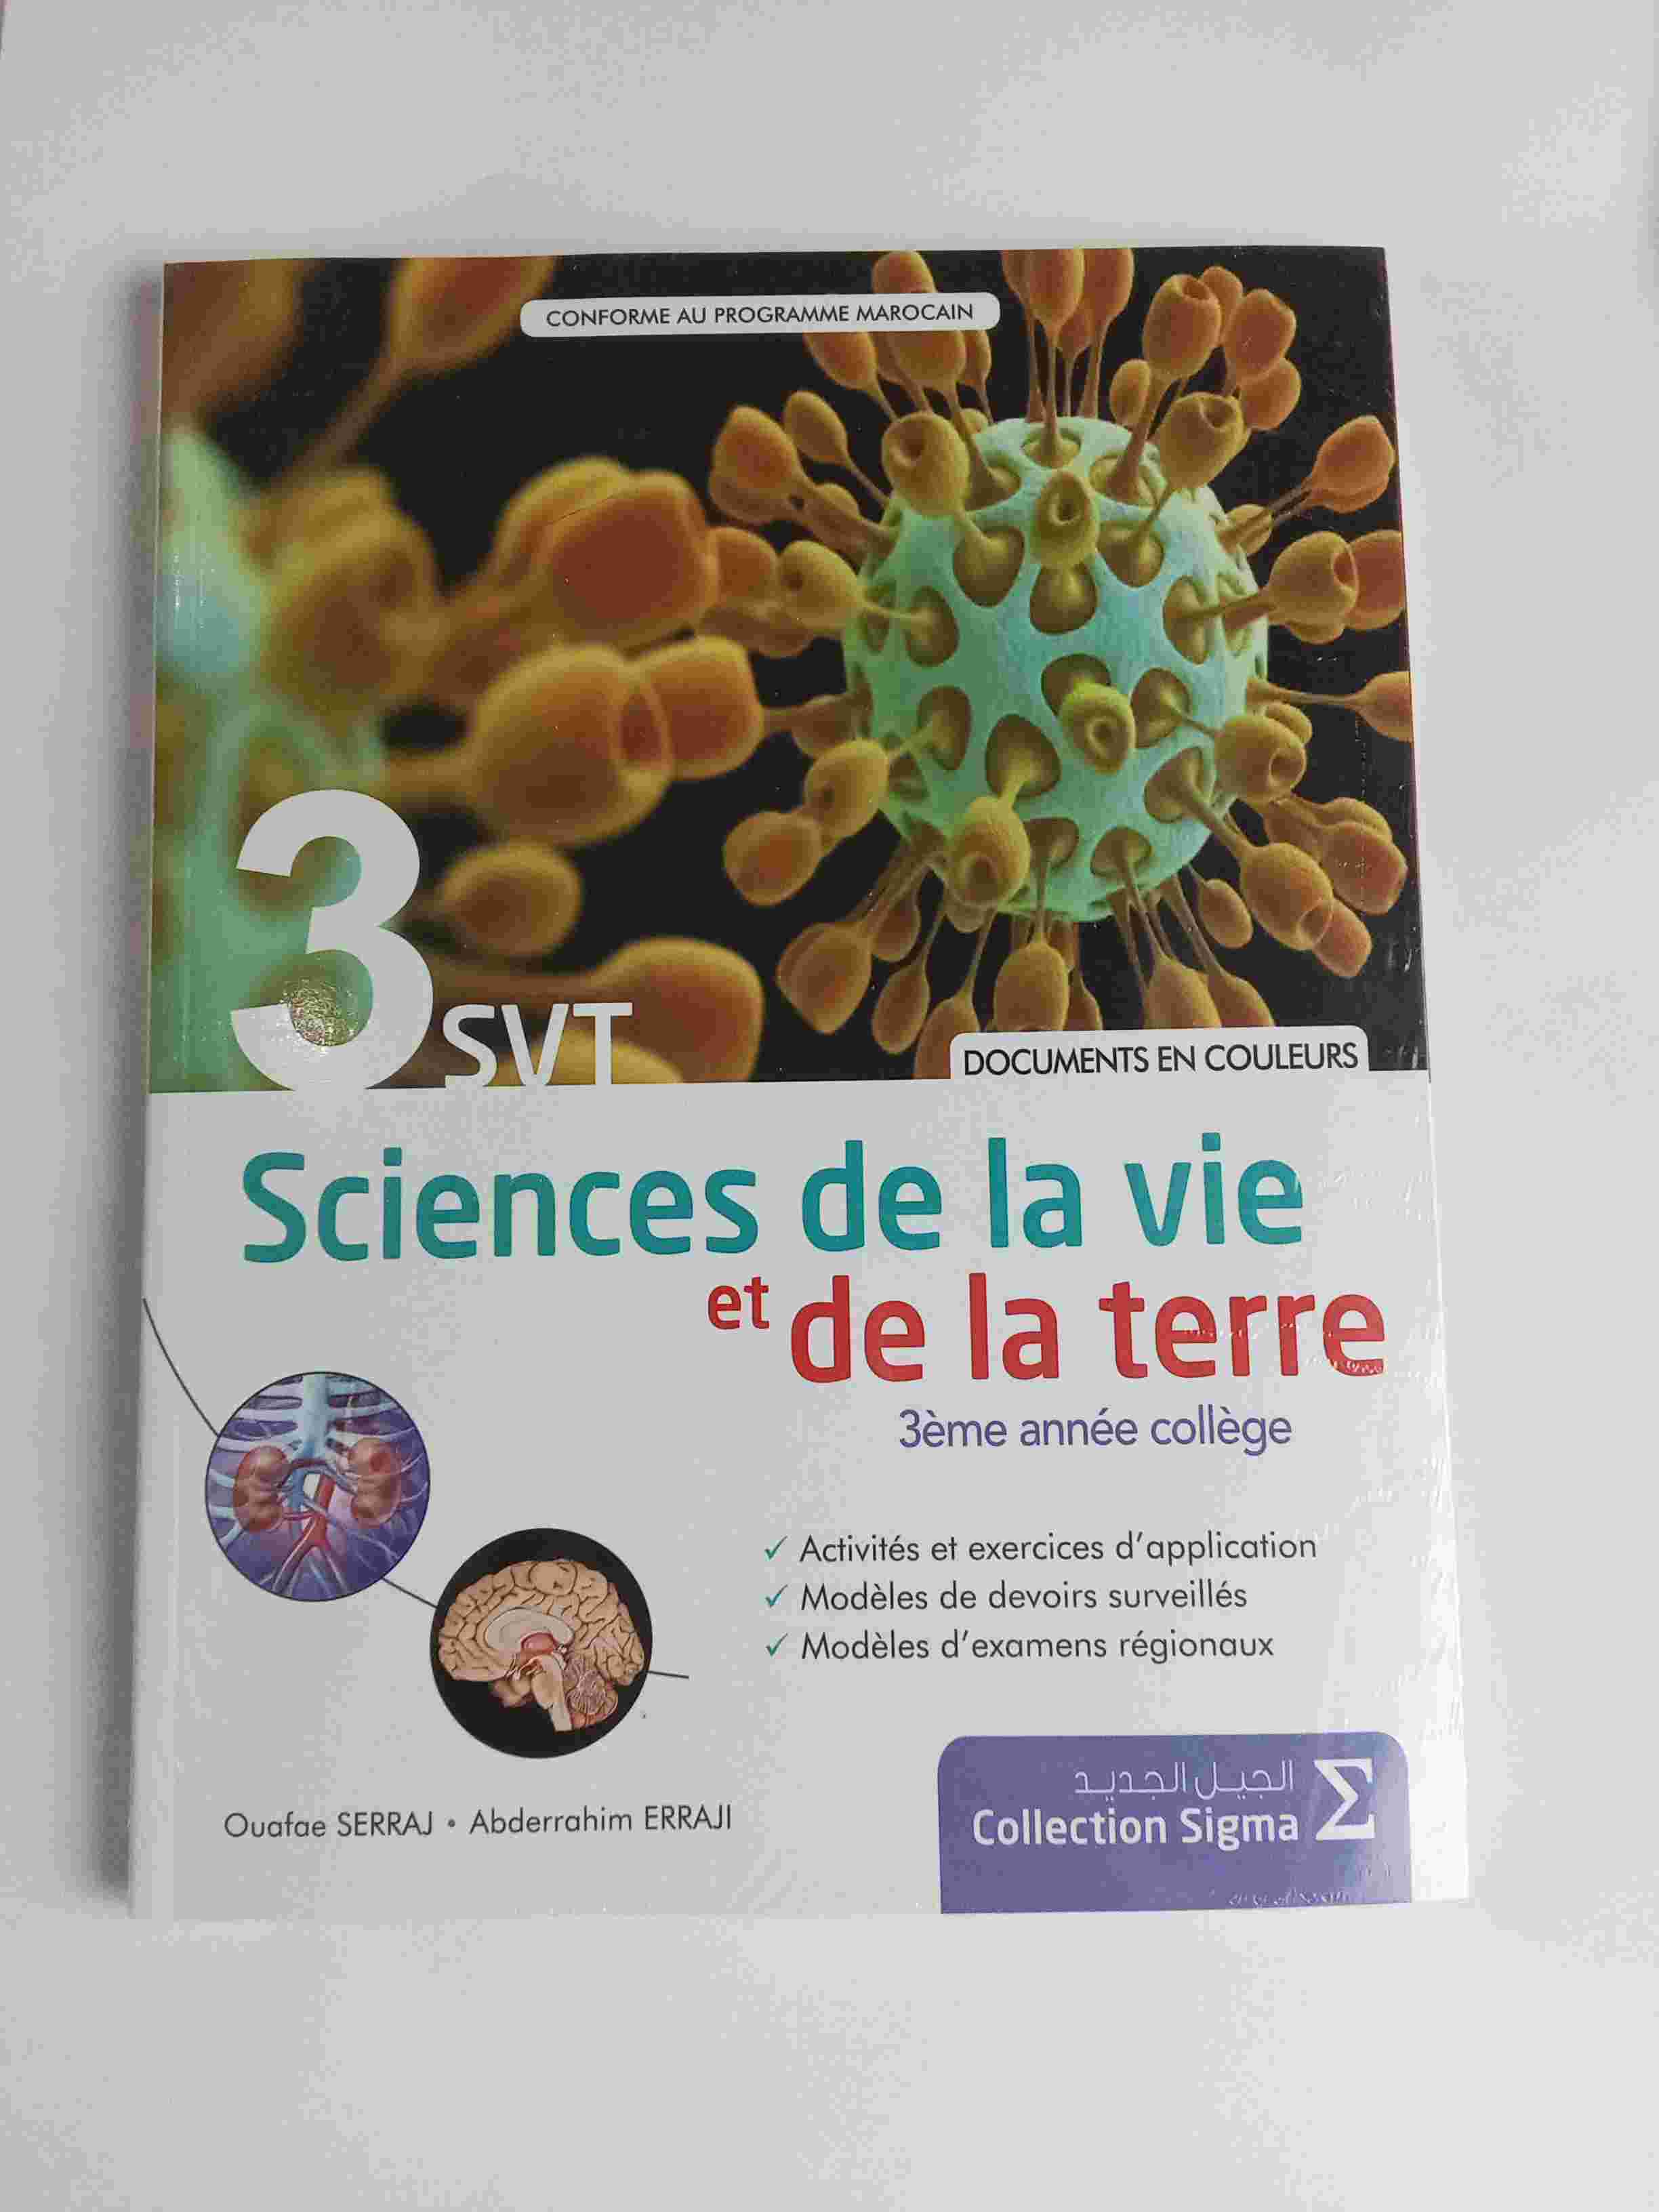 CONFORME AU PROGRAMME MAROCAIN
3 SVT
DOCUMENTS EN COULEURS
Sciences de la vie
et de la terre
3ème année collège
✓ Activités et exercices d'application
✓ Modèles de devoirs surveillés
✓ Modèles d'examens régionaux
الجيل الجديد
Collection Sigma Σ
Ouafae SERRAJ • Abderrahim ERRAJI